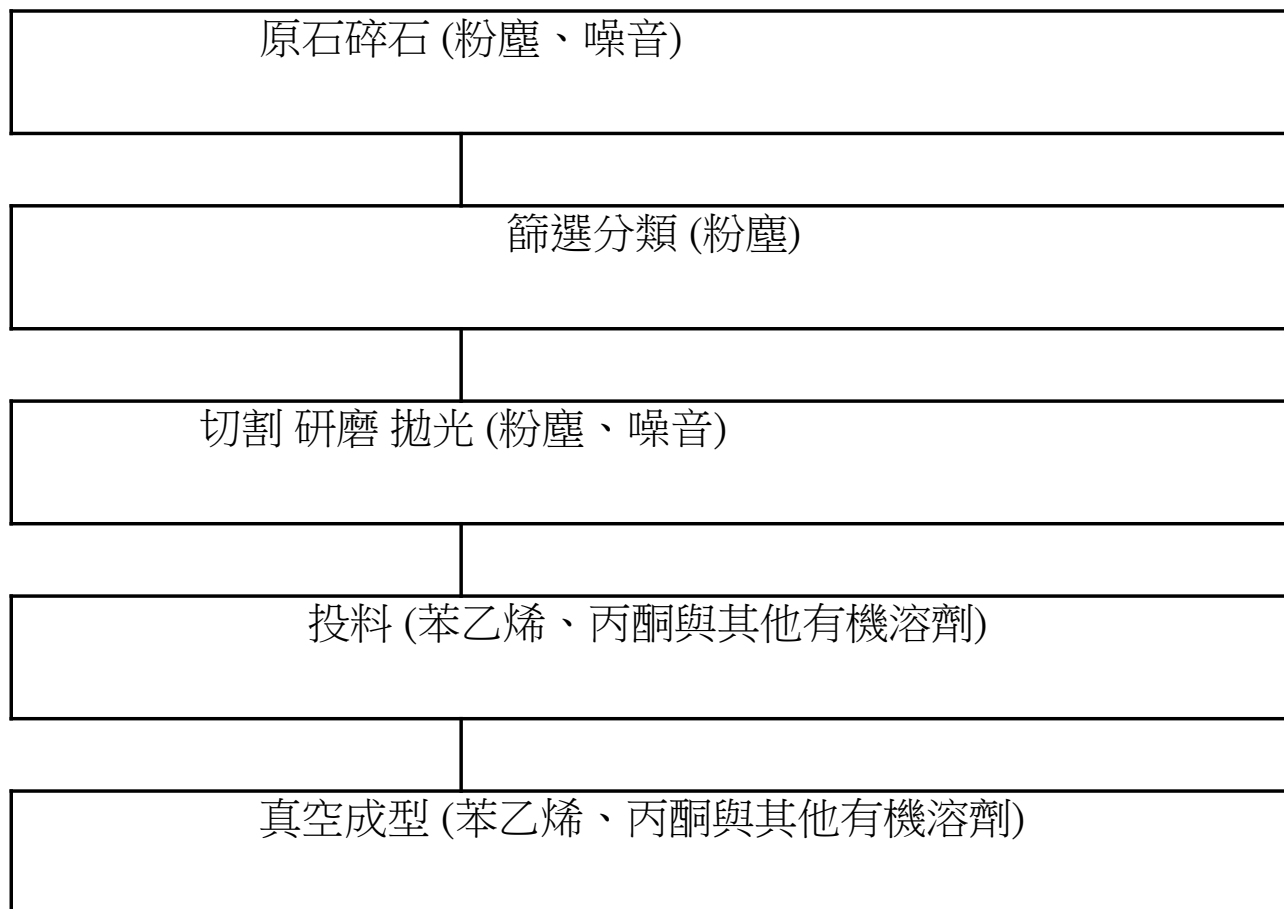 原石碎石 (粉塵、噪音)
篩選分類 (粉塵)
切割 研磨 拋光 (粉塵、噪音)
投料 (苯乙烯、丙酮與其他有機溶劑)
真空成型 (苯乙烯、丙酮與其他有機溶劑)